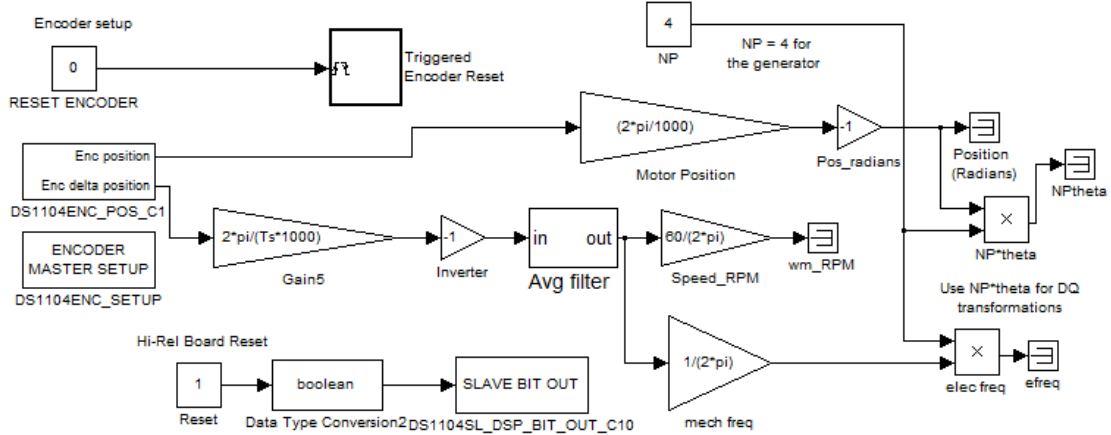 Encoder setup
0
RESET ENCODER
Triggered
Encoder Reset
4
NP
NP = 4 for
the generator
Enc position
Enc delta position
DS1104ENC_POS_C1
(2*pi/1000)
Motor Position
-1
Pos_radians
Position
(Radians)
NPtheta
×
NP*theta
ENCODER
MASTER SETUP
DS1104ENC_SETUP
2*pi/(Ts*1000)
Gain5
-1
Inverter
in
out
Avg filter
60/(2*pi)
Speed_RPM
wm_RPM
Use NP*theta for DQ
transformations
Hi-Rel Board Reset
1
Reset
boolean
Data Type Conversion2
SLAVE BIT OUT
DS1104SL_DSP_BIT_OUT_C10
1/(2*pi)
mech freq
×
elec freq
efreq